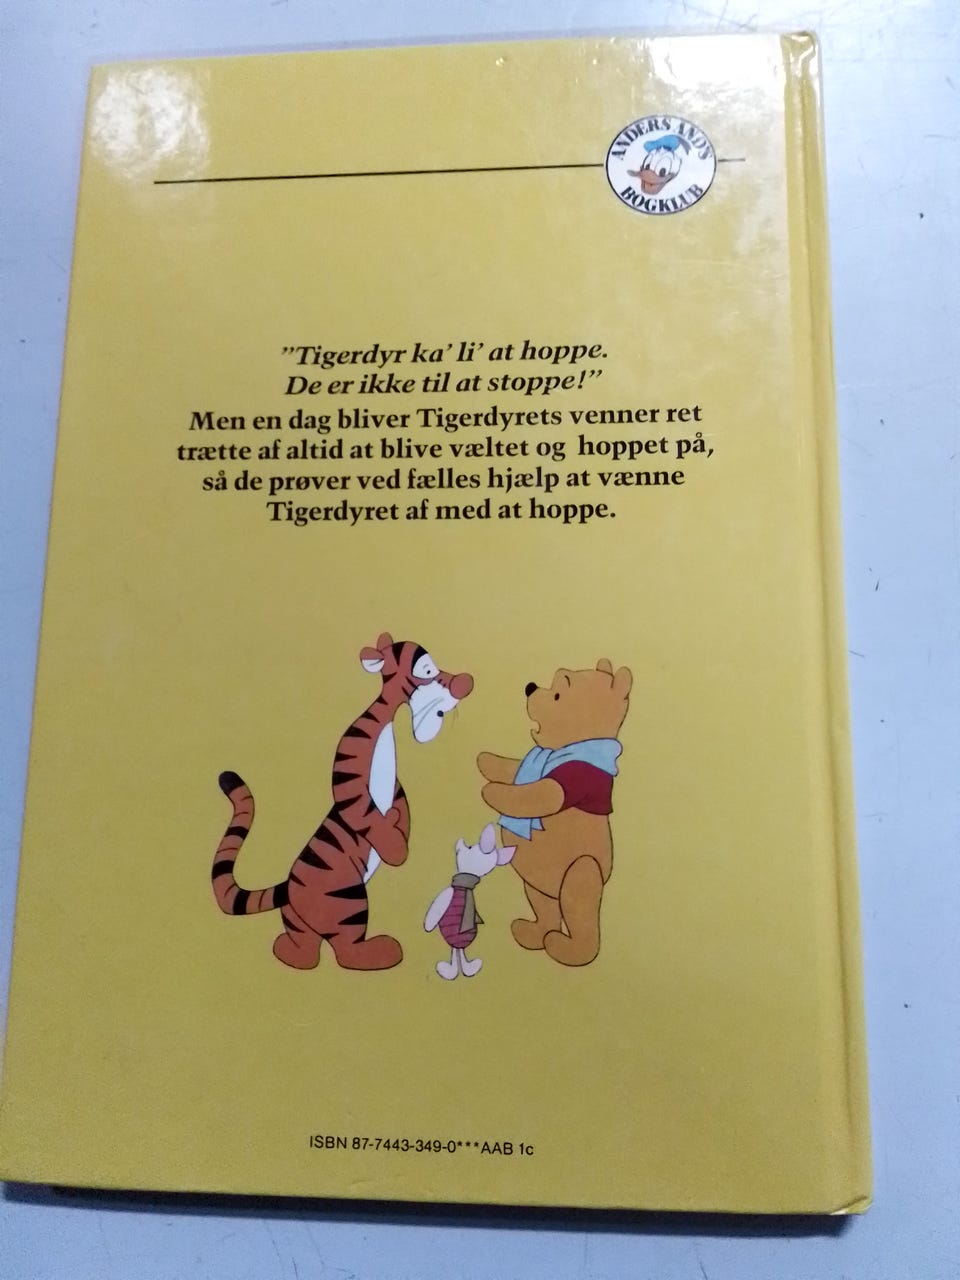 ANDERS AND'S
BOGKLUB
"Tigerdyr ka' li' at hoppe.
De er ikke til at stoppe!"
Men en dag bliver Tigerdyrets venner ret
trætte af altid at blive væltet og hoppet på,
så de prøver ved fælles hjælp at vænne
Tigerdyret af med at hoppe.
ISBN 87-7443-349-0***AAB 1c